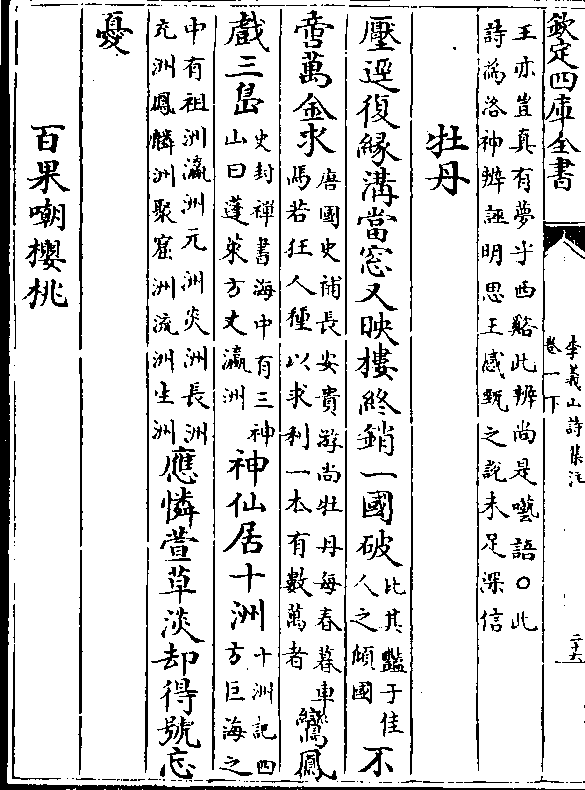 欽定四庫全書
李義山詩集注
卷一下
二十六
王亦豈真有夢乎西谿此辨尚是囈語○此
詩為洛神辨誣明思王感甄之說未足深信
牡丹
壓逕復緣溝當窓又映樓終銷一國破比其豔于佳人之傾國不
啻萬金求唐國史補長安貴游尚牡丹每春暮車馬若狂人種以求利一本有數萬者鸞鳳
戲三島史封禪書海中有三神山曰蓬萊方丈瀛洲神仙居十洲十洲記四方巨海之
中有祖洲瀛洲元洲炎洲長洲充洲鳳麟洲聚窟洲流洲生洲應憐萱草淡却得號忘
憂
百果嘲櫻桃